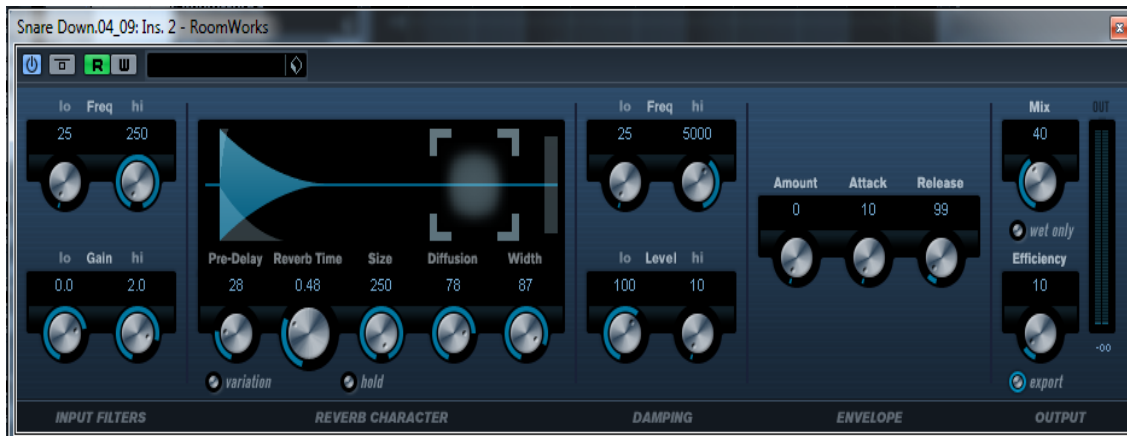 Snare Down.04_09: Ins. 2 - RoomWorks
R W
lo Freq hi
25 250
lo Gain hi
0.0 2.0
INPUT FILTERS
Pre-Delay Reverb Time Size Diffusion Width
28 0.48 250 78 87
variation hold
REVERB CHARACTER
lo Freq hi
25 5000
lo Level hi
100 10
DAMPING
Amount Attack Release
0 10 99
ENVELOPE
Mix
40
wet only
Efficiency
10
export
OUT
-oo
OUTPUT